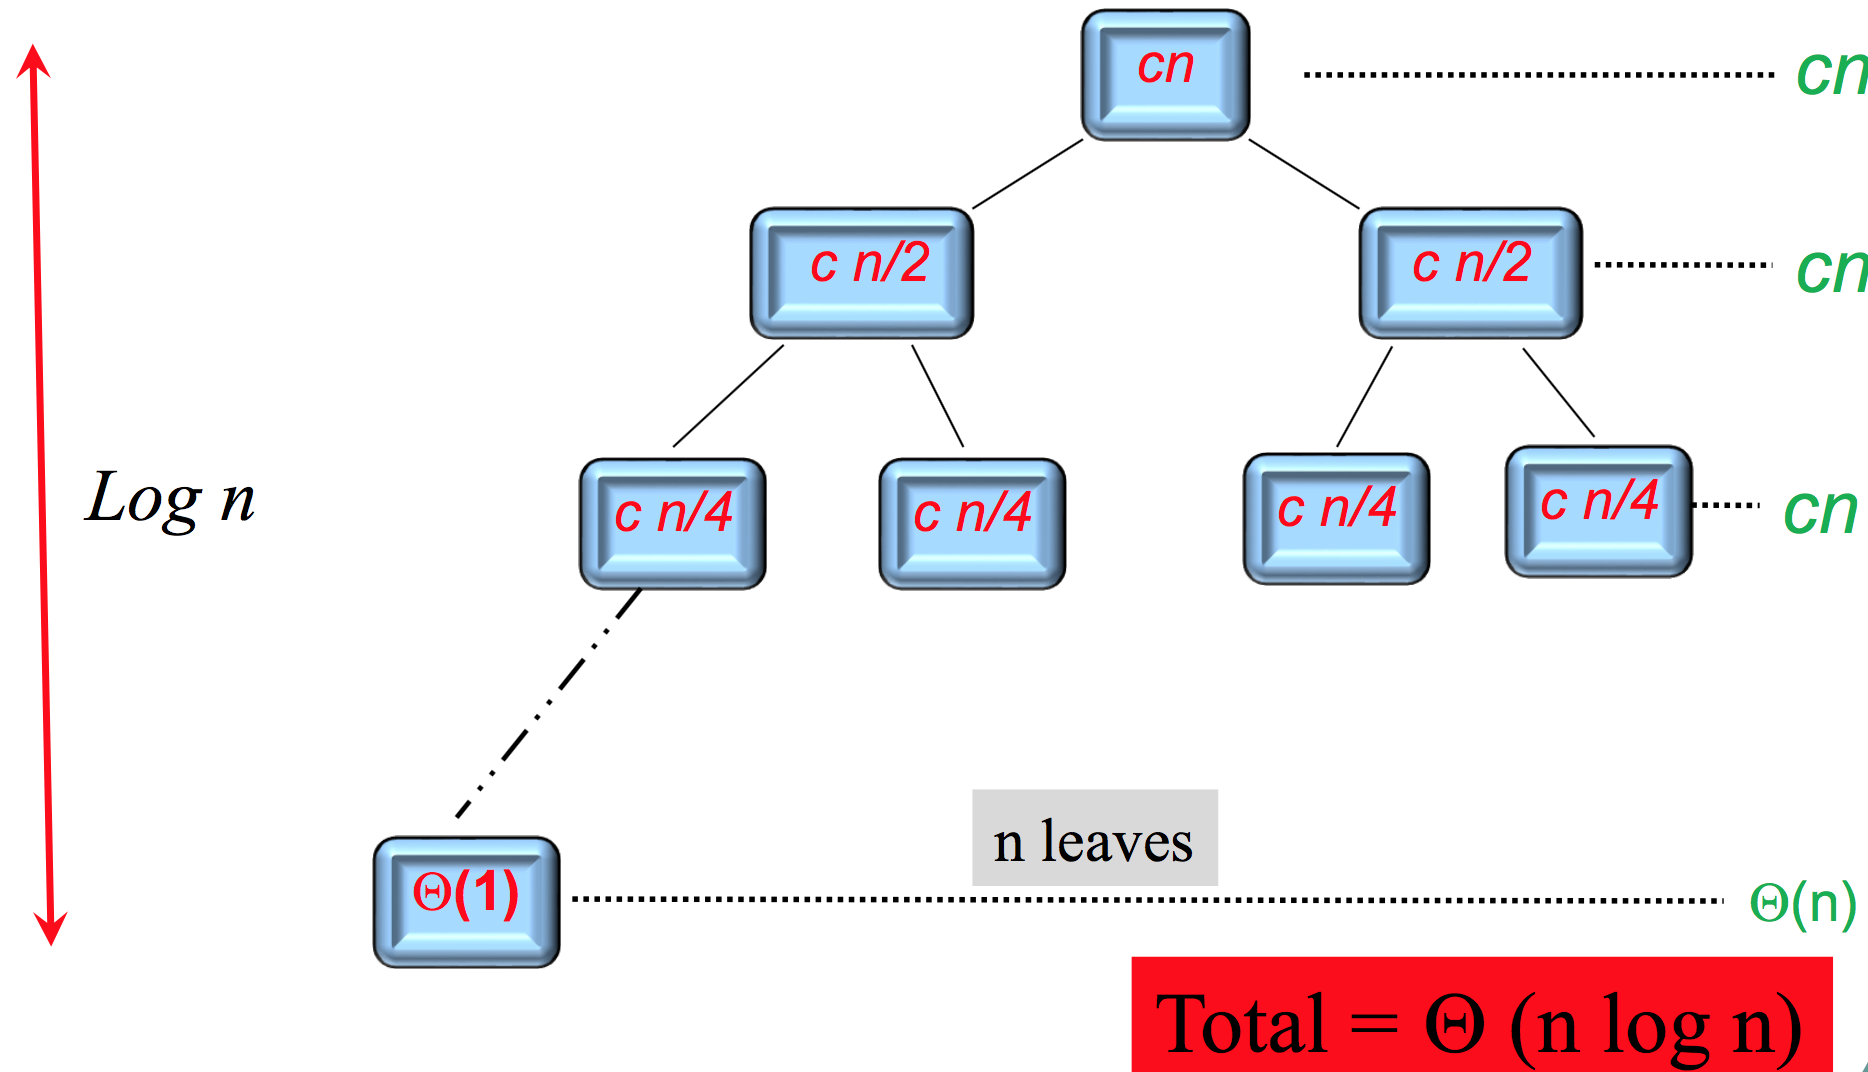 cn
cn
c n/2
c n/2
cn
Log n
c n/4
c n/4
c n/4
c n/4
cn
n leaves
Θ(1)
Θ(n)
Total = Θ (n log n)